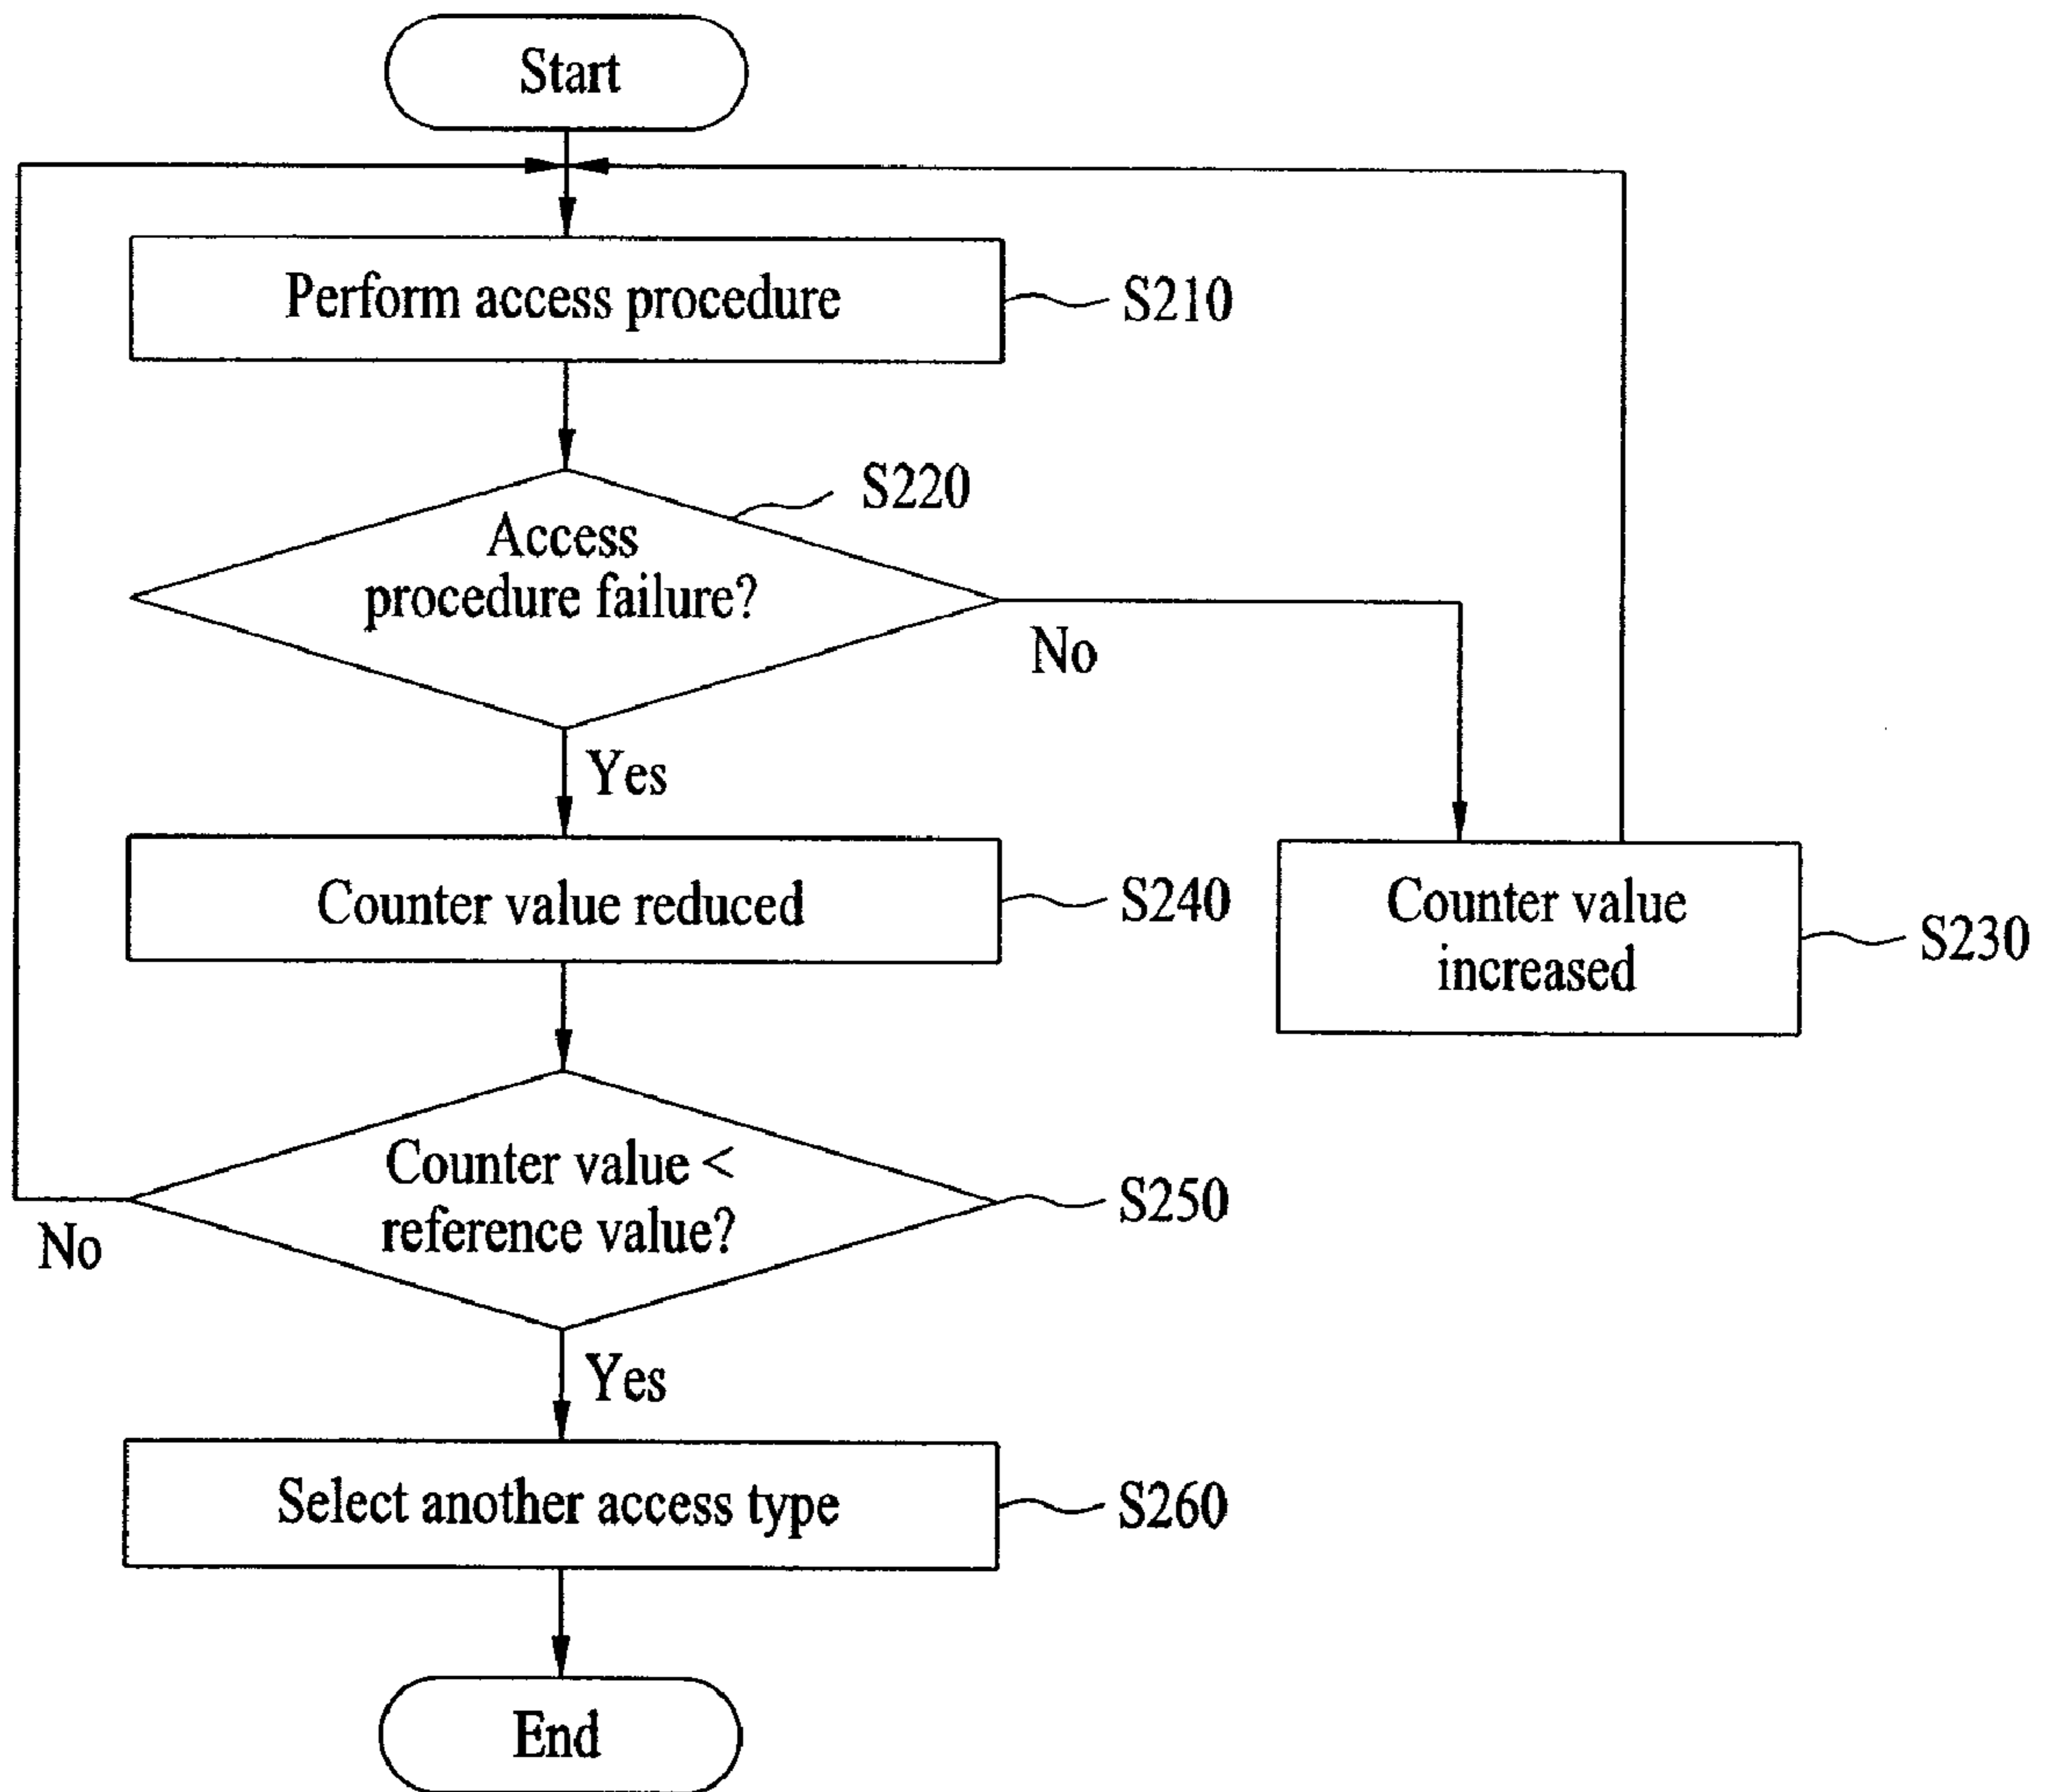 Start
Perform access procedure
S210
S220
Access
procedure failure?
No
Yes
Counter value reduced
S240
Counter value
increased
S230
Counter value <
reference value?
S250
No
Yes
Select another access type
S260
End